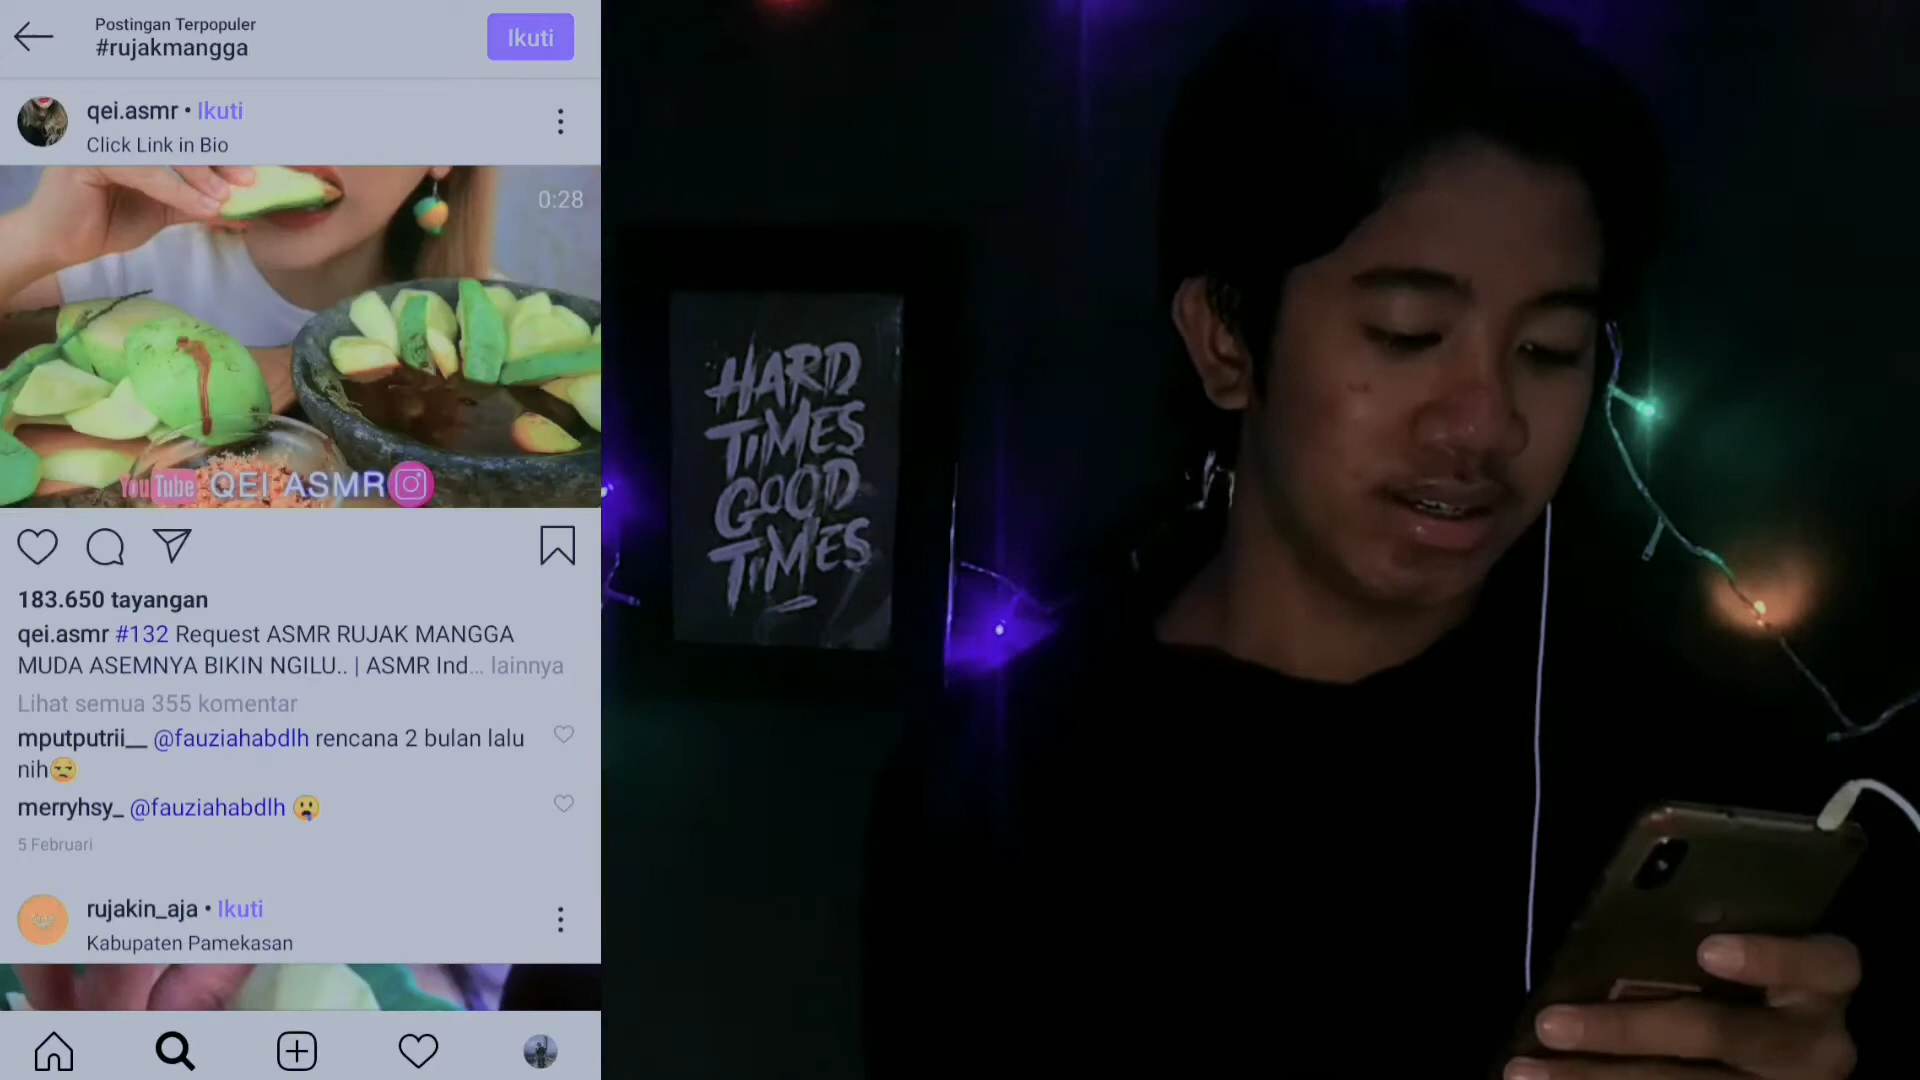 Postingan Terpopuler
#rujakmangga
Ikuti
qei.asmr • Ikuti
Click Link in Bio
0:28
YouTube QEI ASMR
183.650 tayangan
qei.asmr #132 Request ASMR RUJAK MANGGA
MUDA ASEMNYA BIKIN NGILU.. | ASMR Ind... lainnya
Lihat semua 355 komentar
mputputrii__ @fauziahabdlh rencana 2 bulan lalu
nih😒
merryhsy_ @fauziahabdlh 🤤
5 Februari
rujakin_aja • Ikuti
Kabupaten Pamekasan
HARD
TIMES
GOOD
TIMES